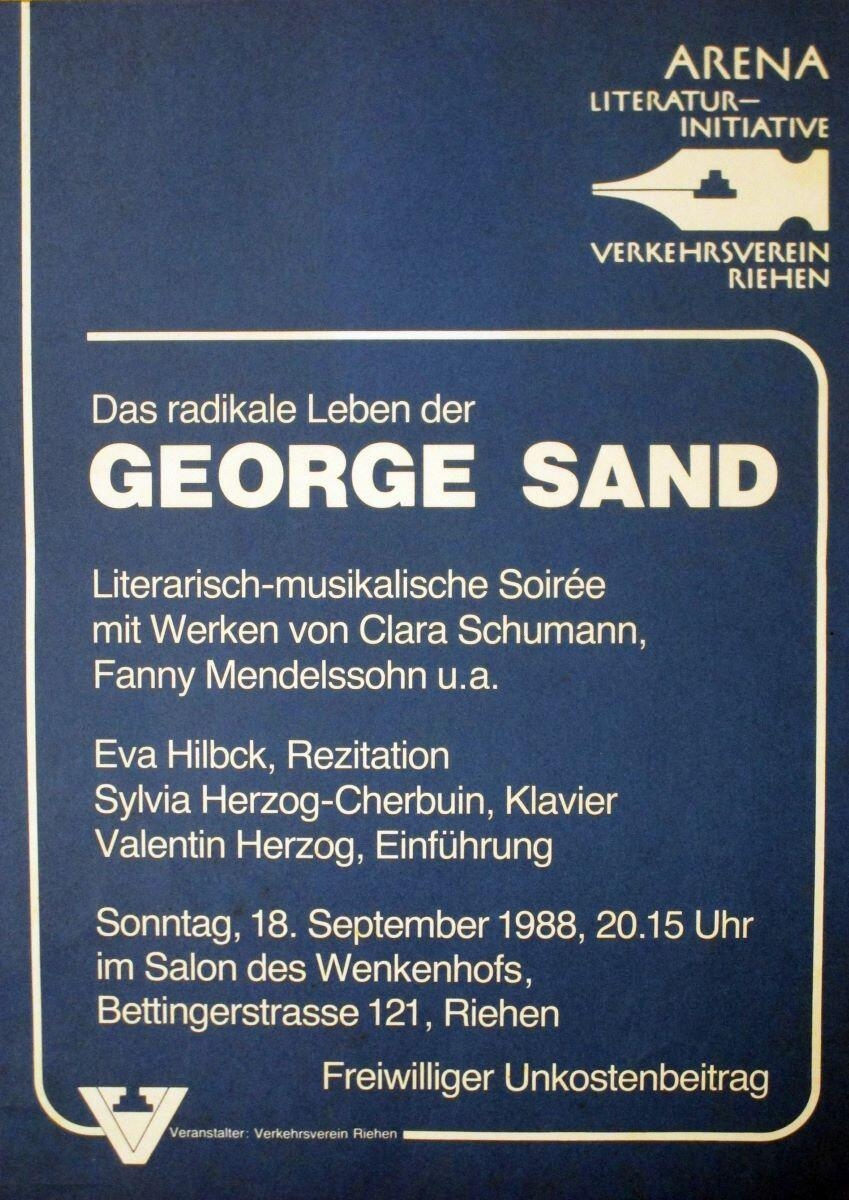 ARENA
LITERATUR–
INITIATIVE
VERKEHRSVEREIN
RIEHEN
Das radikale Leben der
GEORGE SAND
Literarisch-musikalische Soirée
mit Werken von Clara Schumann,
Fanny Mendelssohn u.a.
Eva Hilbck, Rezitation
Sylvia Herzog-Cherbuin, Klavier
Valentin Herzog, Einführung
Sonntag, 18. September 1988, 20.15 Uhr
im Salon des Wenkenhofs,
Bettingerstrasse 121, Riehen
Freiwilliger Unkostenbeitrag
Veranstalter: Verkehrsverein Riehen